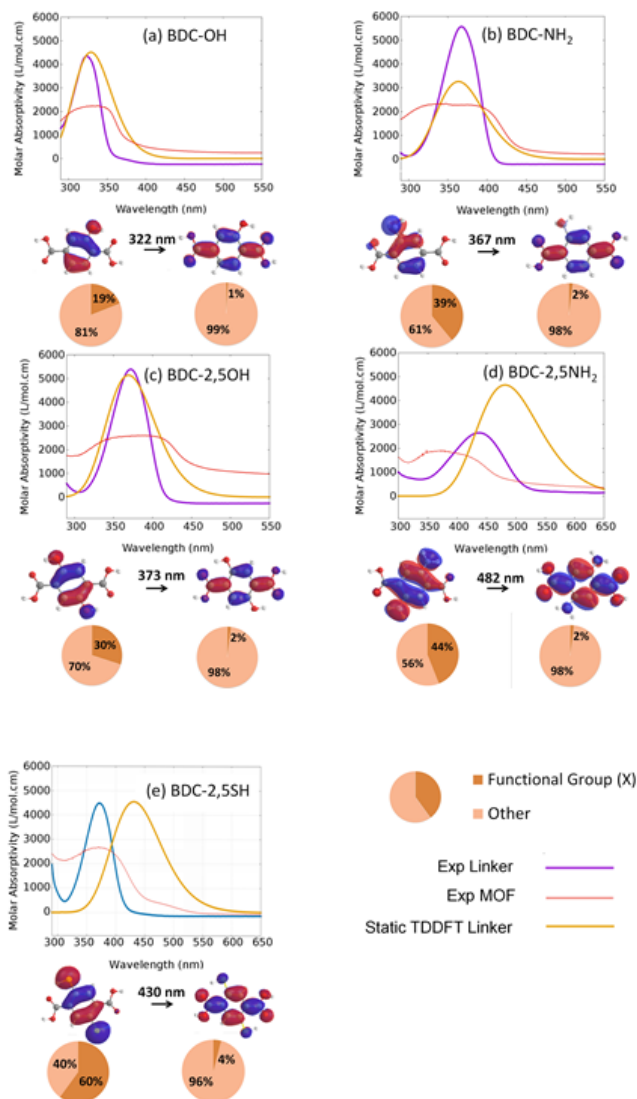 (a) BDC-OH
Molar Absorptivity (L/mol.cm)
6000
5000
4000
3000
2000
1000
0
300 350 400 450 500 550
Wavelength (nm)
322 nm
19%
81%
1%
99%
(b) BDC-NH₂
Molar Absorptivity (L/mol.cm)
6000
5000
4000
3000
2000
1000
0
300 350 400 450 500 550
Wavelength (nm)
367 nm
39%
61%
2%
98%
(c) BDC-2,5OH
Molar Absorptivity (L/mol.cm)
6000
5000
4000
3000
2000
1000
0
300 350 400 450 500 550
Wavelength (nm)
373 nm
30%
70%
2%
98%
(d) BDC-2,5NH₂
Molar Absorptivity (L/mol.cm)
6000
5000
4000
3000
2000
1000
0
300 350 400 450 500 550 600 650
Wavelength (nm)
482 nm
44%
56%
2%
98%
(e) BDC-2,5SH
Molar Absorptivity (L/mol.cm)
6000
5000
4000
3000
2000
1000
0
300 350 400 450 500 550 600 650
Wavelength (nm)
430 nm
40%
60%
4%
96%
Functional Group (X)
Other
Exp Linker
Exp MOF
Static TDDFT Linker